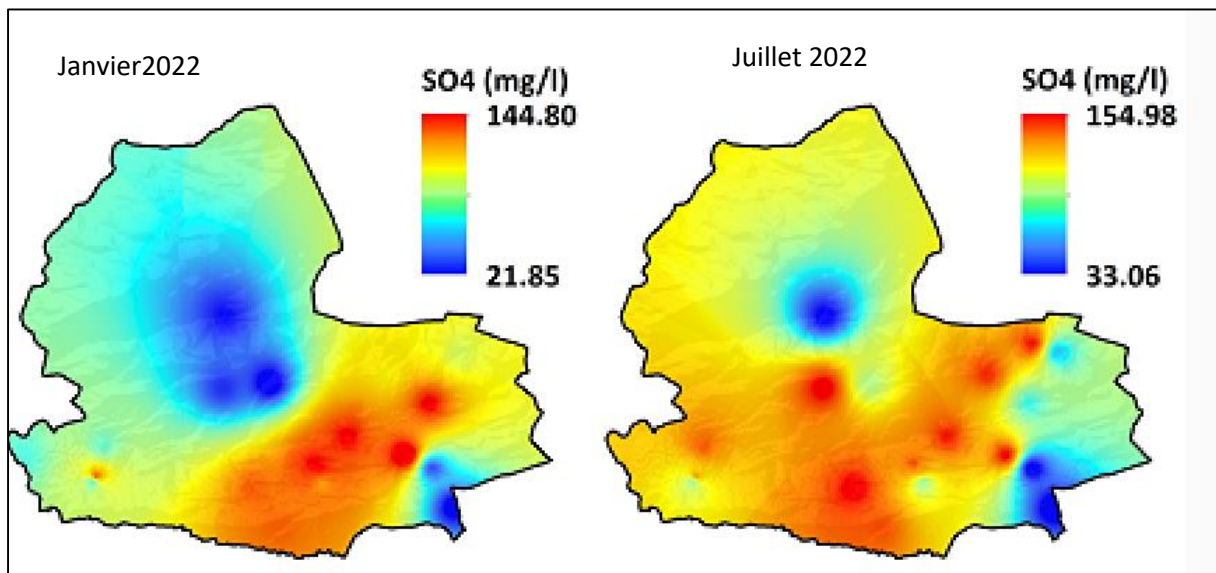 Janvier2022
SO4 (mg/l)
144.80
21.85
Juillet 2022
SO4 (mg/l)
154.98
33.06